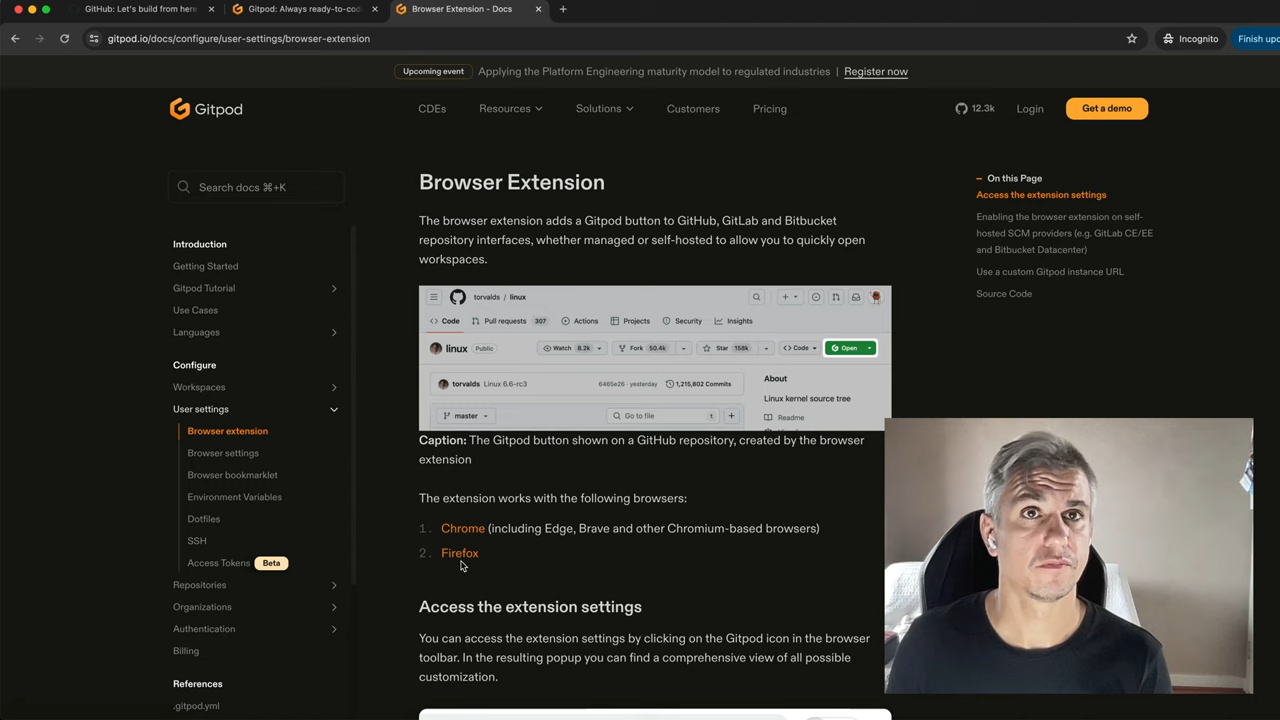 GitHub: Let's build from here
Gitpod: Always ready-to-co
Browser Extension - Docs
gitpod.io/docs/configure/user-settings/browser-extension
Incognito
Finish
Upcoming event
Applying the Platform Engineering maturity model to regulated industries | Register now
Gitpod
CDEs
Resources
Solutions
Customers
Pricing
12.3k
Login
Get a demo
Search docs ⌘+K
Introduction
Getting Started
Gitpod Tutorial
Use Cases
Languages
Configure
Workspaces
User settings
Browser extension
Browser settings
Browser bookmarklet
Environment Variables
Dotfiles
SSH
Access Tokens Beta
Repositories
Organizations
Authentication
Billing
References
.gitpod.yml
Browser Extension
The browser extension adds a Gitpod button to GitHub, GitLab and Bitbucket
repository interfaces, whether managed or self-hosted to allow you to quickly open
workspaces.
torvalds / linux
Code
Pull requests 307
Actions
Projects
Security
Insights
linux Public
Watch 8.2k
Fork 50.4k
Star 158k
<> Code
Open
torvalds Linux 6.6-rc3
6465e26 · yesterday
1,215,802 Commits
master
Go to file
t
About
Linux kernel source tree
Readme
Caption: The Gitpod button shown on a GitHub repository, created by the browser
extension
The extension works with the following browsers:
1. Chrome (including Edge, Brave and other Chromium-based browsers)
2. Firefox
Access the extension settings
You can access the extension settings by clicking on the Gitpod icon in the browser
toolbar. In the resulting popup you can find a comprehensive view of all possible
customization.
On this Page
Access the extension settings
Enabling the browser extension on self-
hosted SCM providers (e.g. GitLab CE/EE
and Bitbucket Datacenter)
Use a custom Gitpod instance URL
Source Code